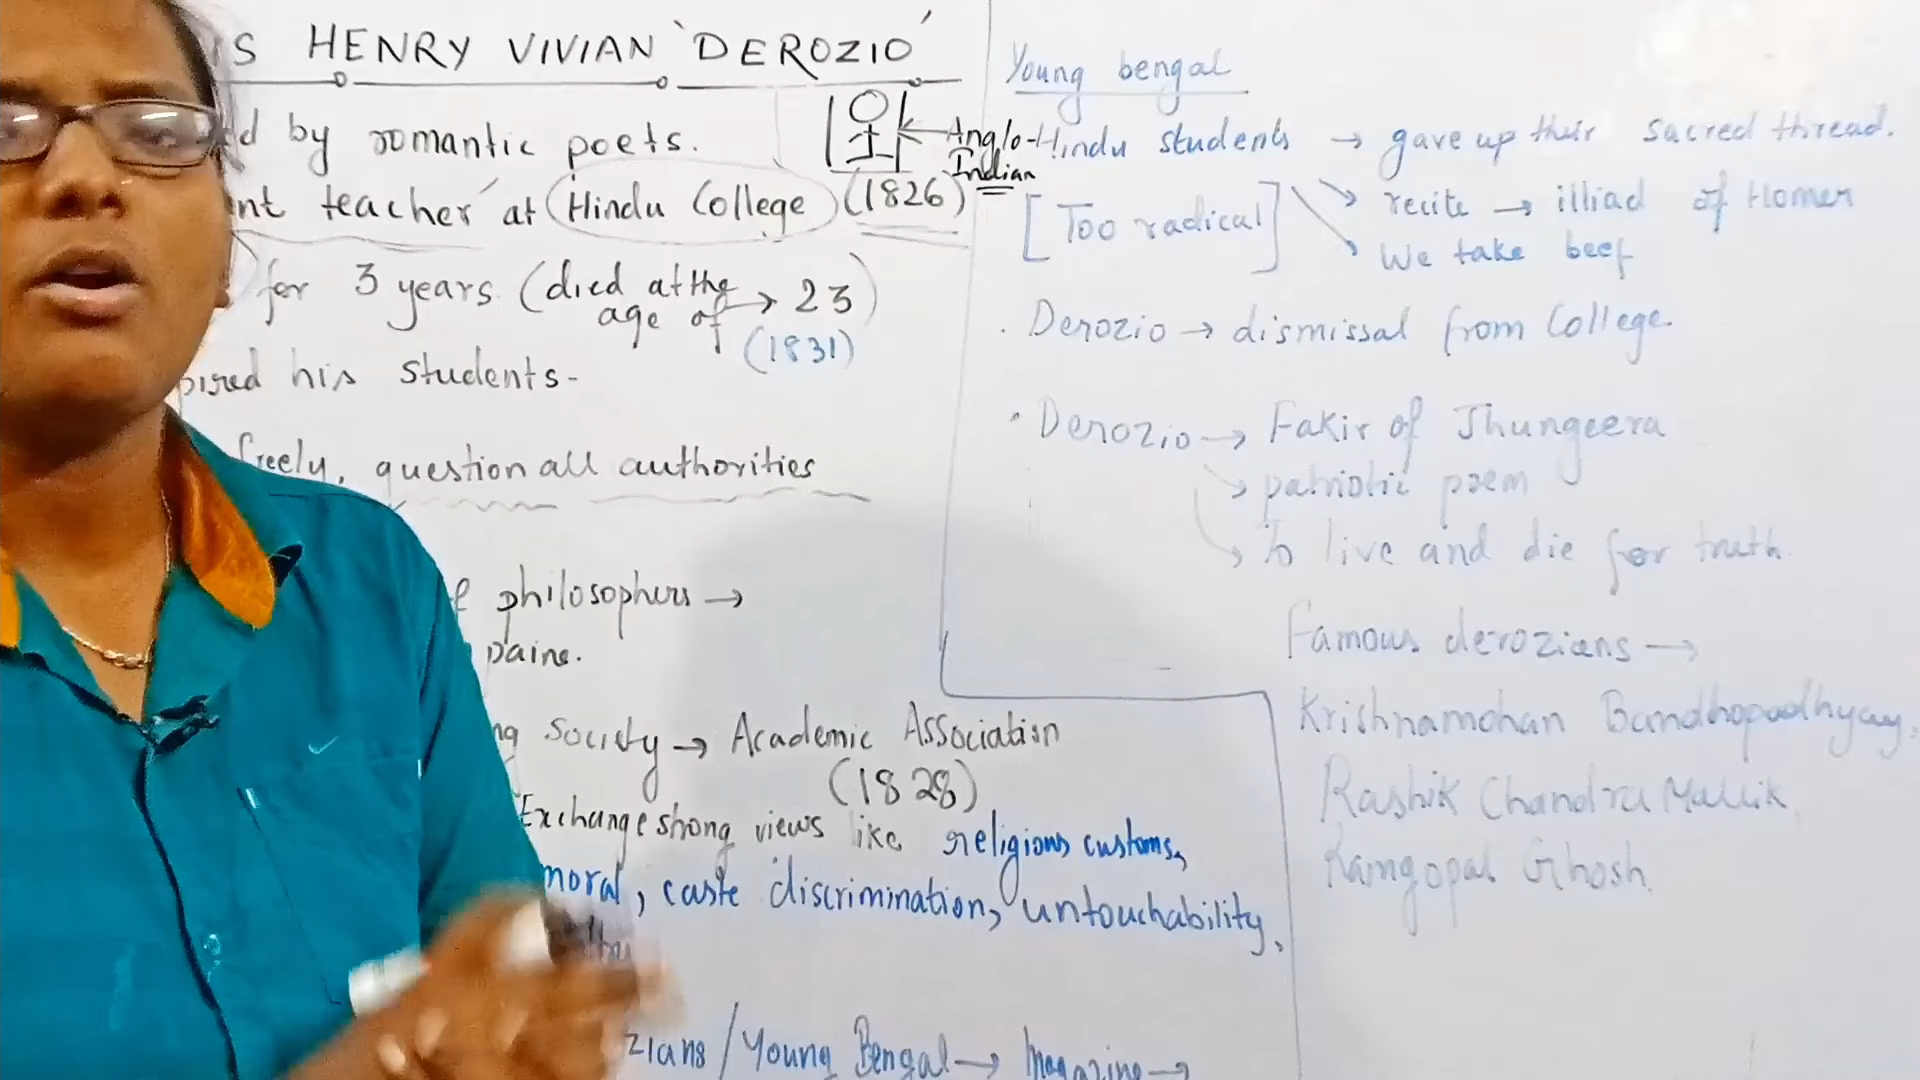 S HENRY VIVIAN 'DEROZIO'
d by romantic poets.
Anglo-
Indian
nt teacher at Hindu College (1826)
for 3 years (died at the
age of → 23)
(1831)
pired his students-
freely, question all authorities
philosophers →
paine.
ng Society → Academic Association
(1828)
Exchange strong views like religious customs,
moral, caste discrimination, untouchability,
zians / Young Bengal → Magazine →
Young bengal
Hindu students → gave up their sacred thread.
[Too radical]
→ recite → illiad of Homer
→ We take beef
. Derozio → dismissal from College
. Derozio → Fakir of Jhungeera
→ patriotic poem
→ To live and die for truth.
Famous derozians →
Krishnamohan Bandhopadhyay,
Rashik Chandra Mallik,
Ramgopal Ghosh.